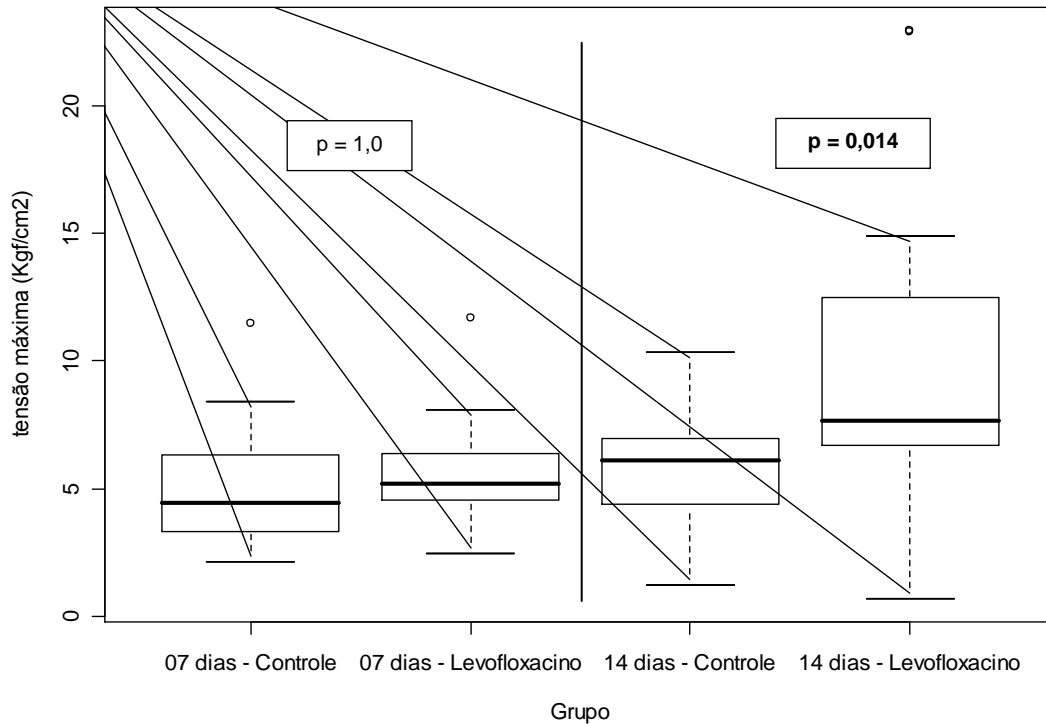 p = 1,0
p = 0,014
tensão máxima (Kgf/cm2)
20
15
10
5
0
07 dias - Controle
07 dias - Levofloxacino
14 dias - Controle
14 dias - Levofloxacino
Grupo